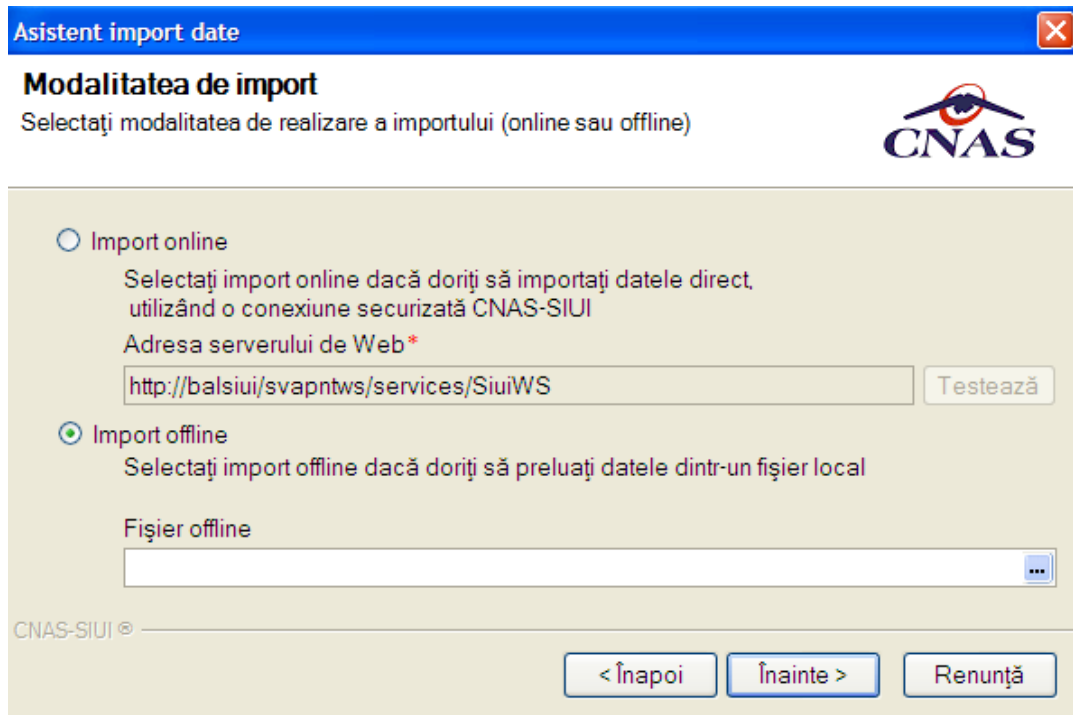 Asistent import date
Modalitatea de import
Selectaţi modalitatea de realizare a importului (online sau offline)
CNAS
Import online
Selectaţi import online dacă doriţi să importaţi datele direct,
utilizând o conexiune securizată CNAS-SIUI
Adresa serverului de Web*
http://balsiui/svapntws/services/SiuiWS
Testează
Import offline
Selectaţi import offline dacă doriţi să preluaţi datele dintr-un fişier local
Fişier offline
...
CNAS-SIUI ®
< Înapoi
Înainte >
Renunţă